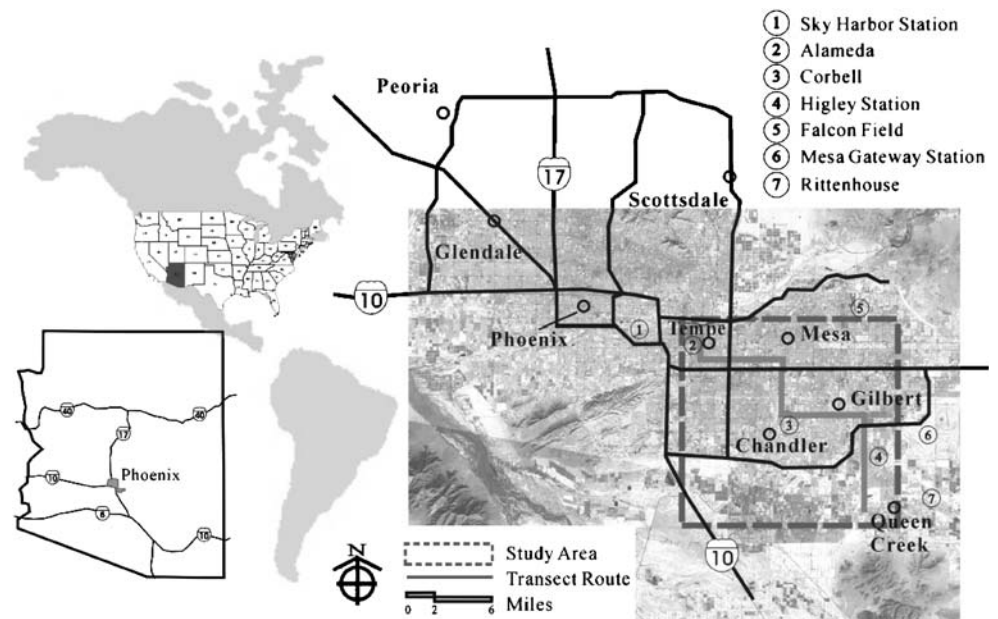 1 Sky Harbor Station
2 Alameda
3 Corbell
4 Higley Station
5 Falcon Field
6 Mesa Gateway Station
7 Rittenhouse
Peoria
17
Scottsdale
Glendale
10
Phoenix
1
Tempe
2
5
Mesa
Gilbert
3
Chandler
6
4
7
Queen
Creek
10
40
40
17
Phoenix
10
6
10
N
Study Area
Transect Route
0 2 6 Miles